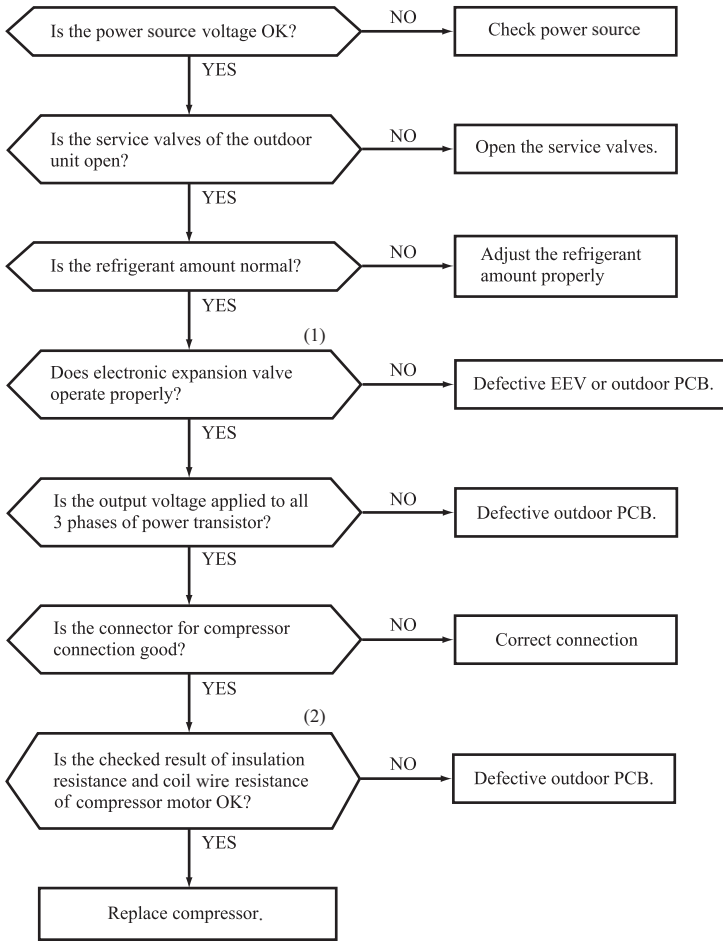 Is the power source voltage OK?
NO
Check power source
YES
Is the service valves of the outdoor
unit open?
NO
Open the service valves.
YES
Is the refrigerant amount normal?
NO
Adjust the refrigerant
amount properly
YES
(1)
Does electronic expansion valve
operate properly?
NO
Defective EEV or outdoor PCB.
YES
Is the output voltage applied to all
3 phases of power transistor?
NO
Defective outdoor PCB.
YES
Is the connector for compressor
connection good?
NO
Correct connection
YES
(2)
Is the checked result of insulation
resistance and coil wire resistance
of compressor motor OK?
NO
Defective outdoor PCB.
YES
Replace compressor.